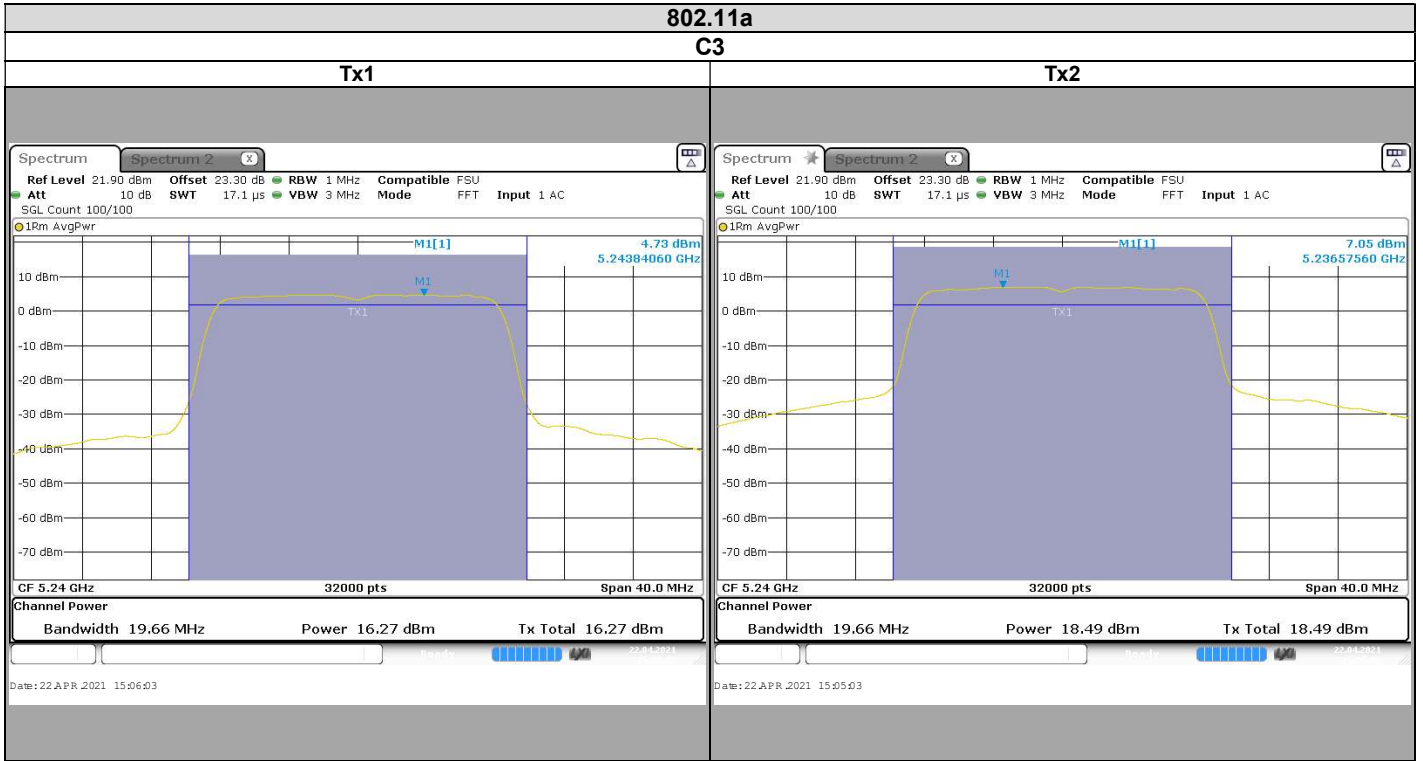 802.11a
C3
Tx1
Tx2
Spectrum Spectrum 2 X
Ref Level 21.90 dBm Offset 23.30 dB RBW 1 MHz Compatible FSU
Att 10 dB SWT 17.1 µs VBW 3 MHz Mode FFT Input 1 AC
SGL Count 100/100
1Rm AvgPwr
M1[1] 4.73 dBm
5.24384060 GHz
10 dBm
M1
0 dBm
TX1
-10 dBm
-20 dBm
-30 dBm
-40 dBm
-50 dBm
-60 dBm
-70 dBm
CF 5.24 GHz 32000 pts Span 40.0 MHz
Channel Power
Bandwidth 19.66 MHz Power 16.27 dBm Tx Total 16.27 dBm
Ready 22.04.2021
Date: 22.APR.2021 15:06:03
Spectrum Spectrum 2 X
Ref Level 21.90 dBm Offset 23.30 dB RBW 1 MHz Compatible FSU
Att 10 dB SWT 17.1 µs VBW 3 MHz Mode FFT Input 1 AC
SGL Count 100/100
1Rm AvgPwr
M1[1] 7.05 dBm
5.23657560 GHz
10 dBm
M1
0 dBm
TX1
-10 dBm
-20 dBm
-30 dBm
-40 dBm
-50 dBm
-60 dBm
-70 dBm
CF 5.24 GHz 32000 pts Span 40.0 MHz
Channel Power
Bandwidth 19.66 MHz Power 18.49 dBm Tx Total 18.49 dBm
Ready 22.04.2021
Date: 22.APR.2021 15:05:03